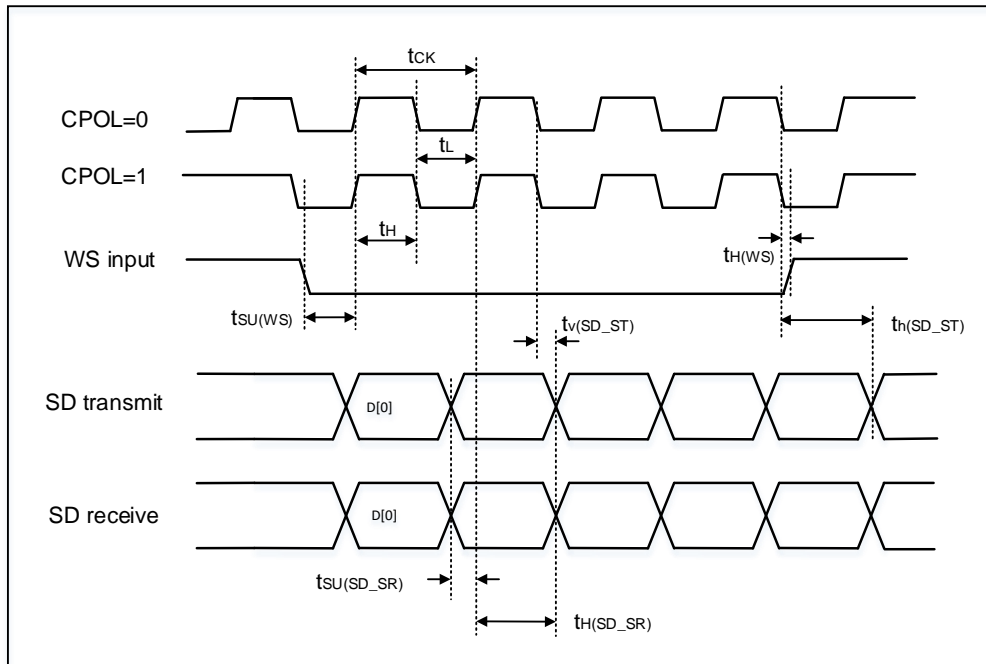 tCK
CPOL=0
tL
CPOL=1
tH
tH(WS)
WS input
tSU(WS)
tv(SD_ST)
th(SD_ST)
SD transmit
D[0]
SD receive
D[0]
tSU(SD_SR)
tH(SD_SR)